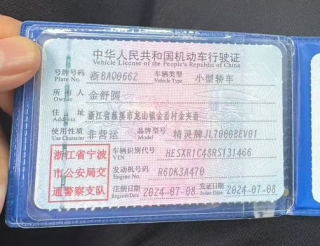 中华人民共和国机动车行驶证
Vehicle License of the People's Republic of China
号牌号码 浙BAQ0662 车辆类型 小型轿车
Plate No. Vehicle Type
所有人 金舒圆
Owner
住址 浙江省慈溪市龙山镇金岙村金夹岙
Address
使用性质 非营运 品牌型号 精灵牌JL7000BEV01
Use Character Model
浙江省宁波
市公安局交
通警察支队
车辆识别代号 HESXR1C48RS131466
VIN
发动机号码 R6DK3A470
Engine No.
注册日期 2024-07-08 发证日期 2024-07-08
Register Date Issue Date